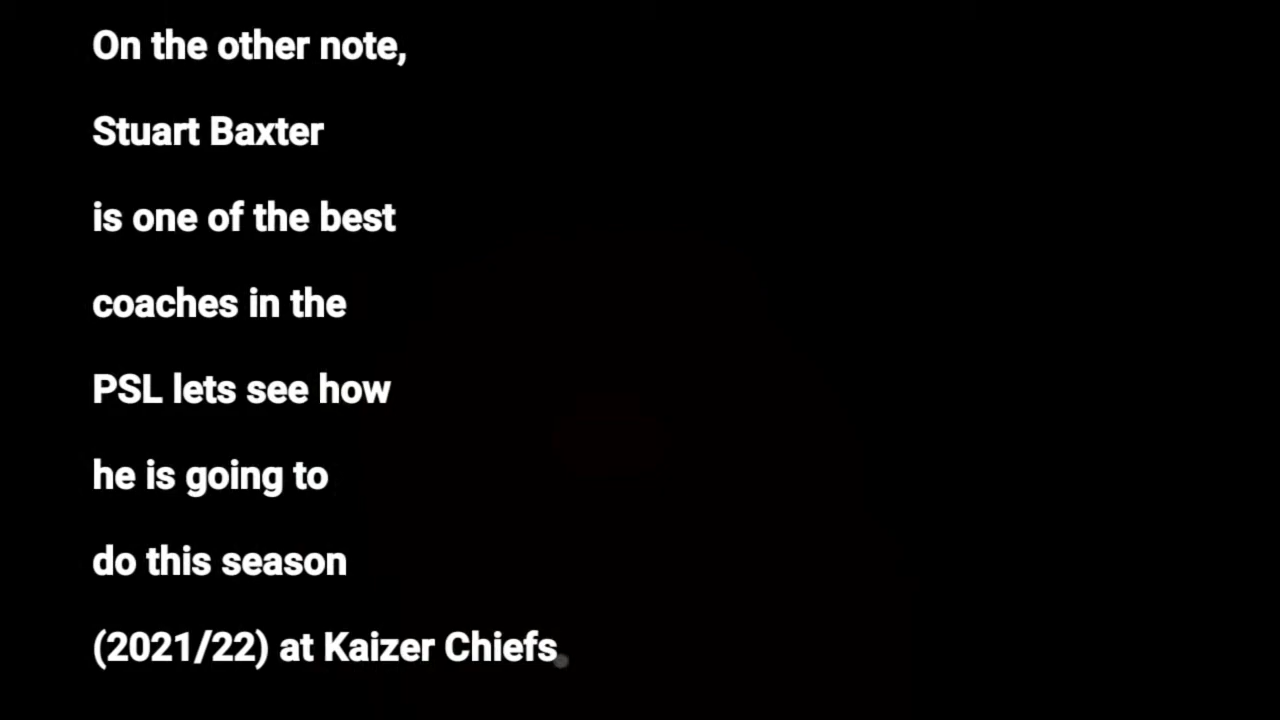 On the other note,
Stuart Baxter
is one of the best
coaches in the
PSL lets see how
he is going to
do this season
(2021/22) at Kaizer Chiefs.